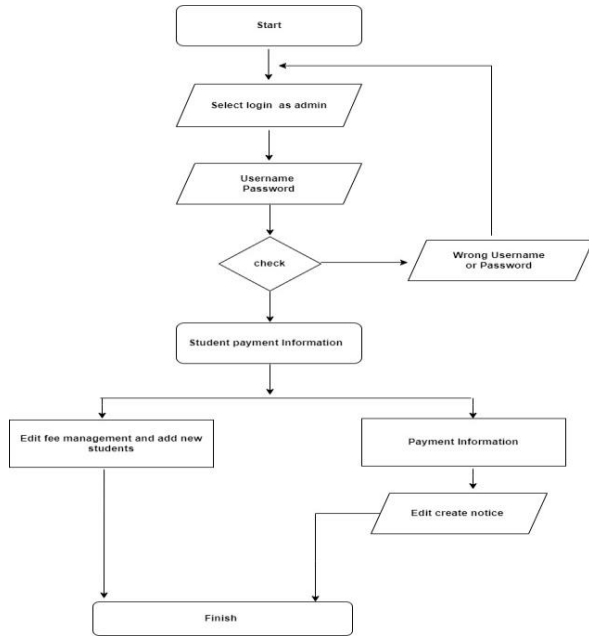 Start
Select login as admin
Username
Password
check
Wrong Username
or Password
Student payment Information
Edit fee management and add new
students
Payment Information
Edit create notice
Finish